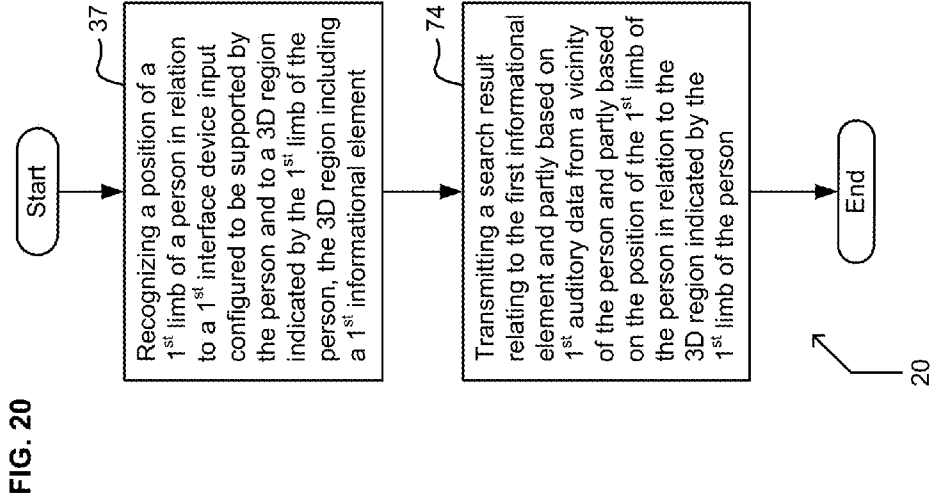 FIG. 20
Start
37
Recognizing a position of a
1st limb of a person in relation
to a 1st interface device input
configured to be supported by
the person and to a 3D region
indicated by the 1st limb of the
person, the 3D region including
a 1st informational element
74
Transmitting a search result
relating to the first informational
element and partly based on
1st auditory data from a vicinity
of the person and partly based
on the position of the 1st limb of
the person in relation to the
3D region indicated by the
1st limb of the person
End
20